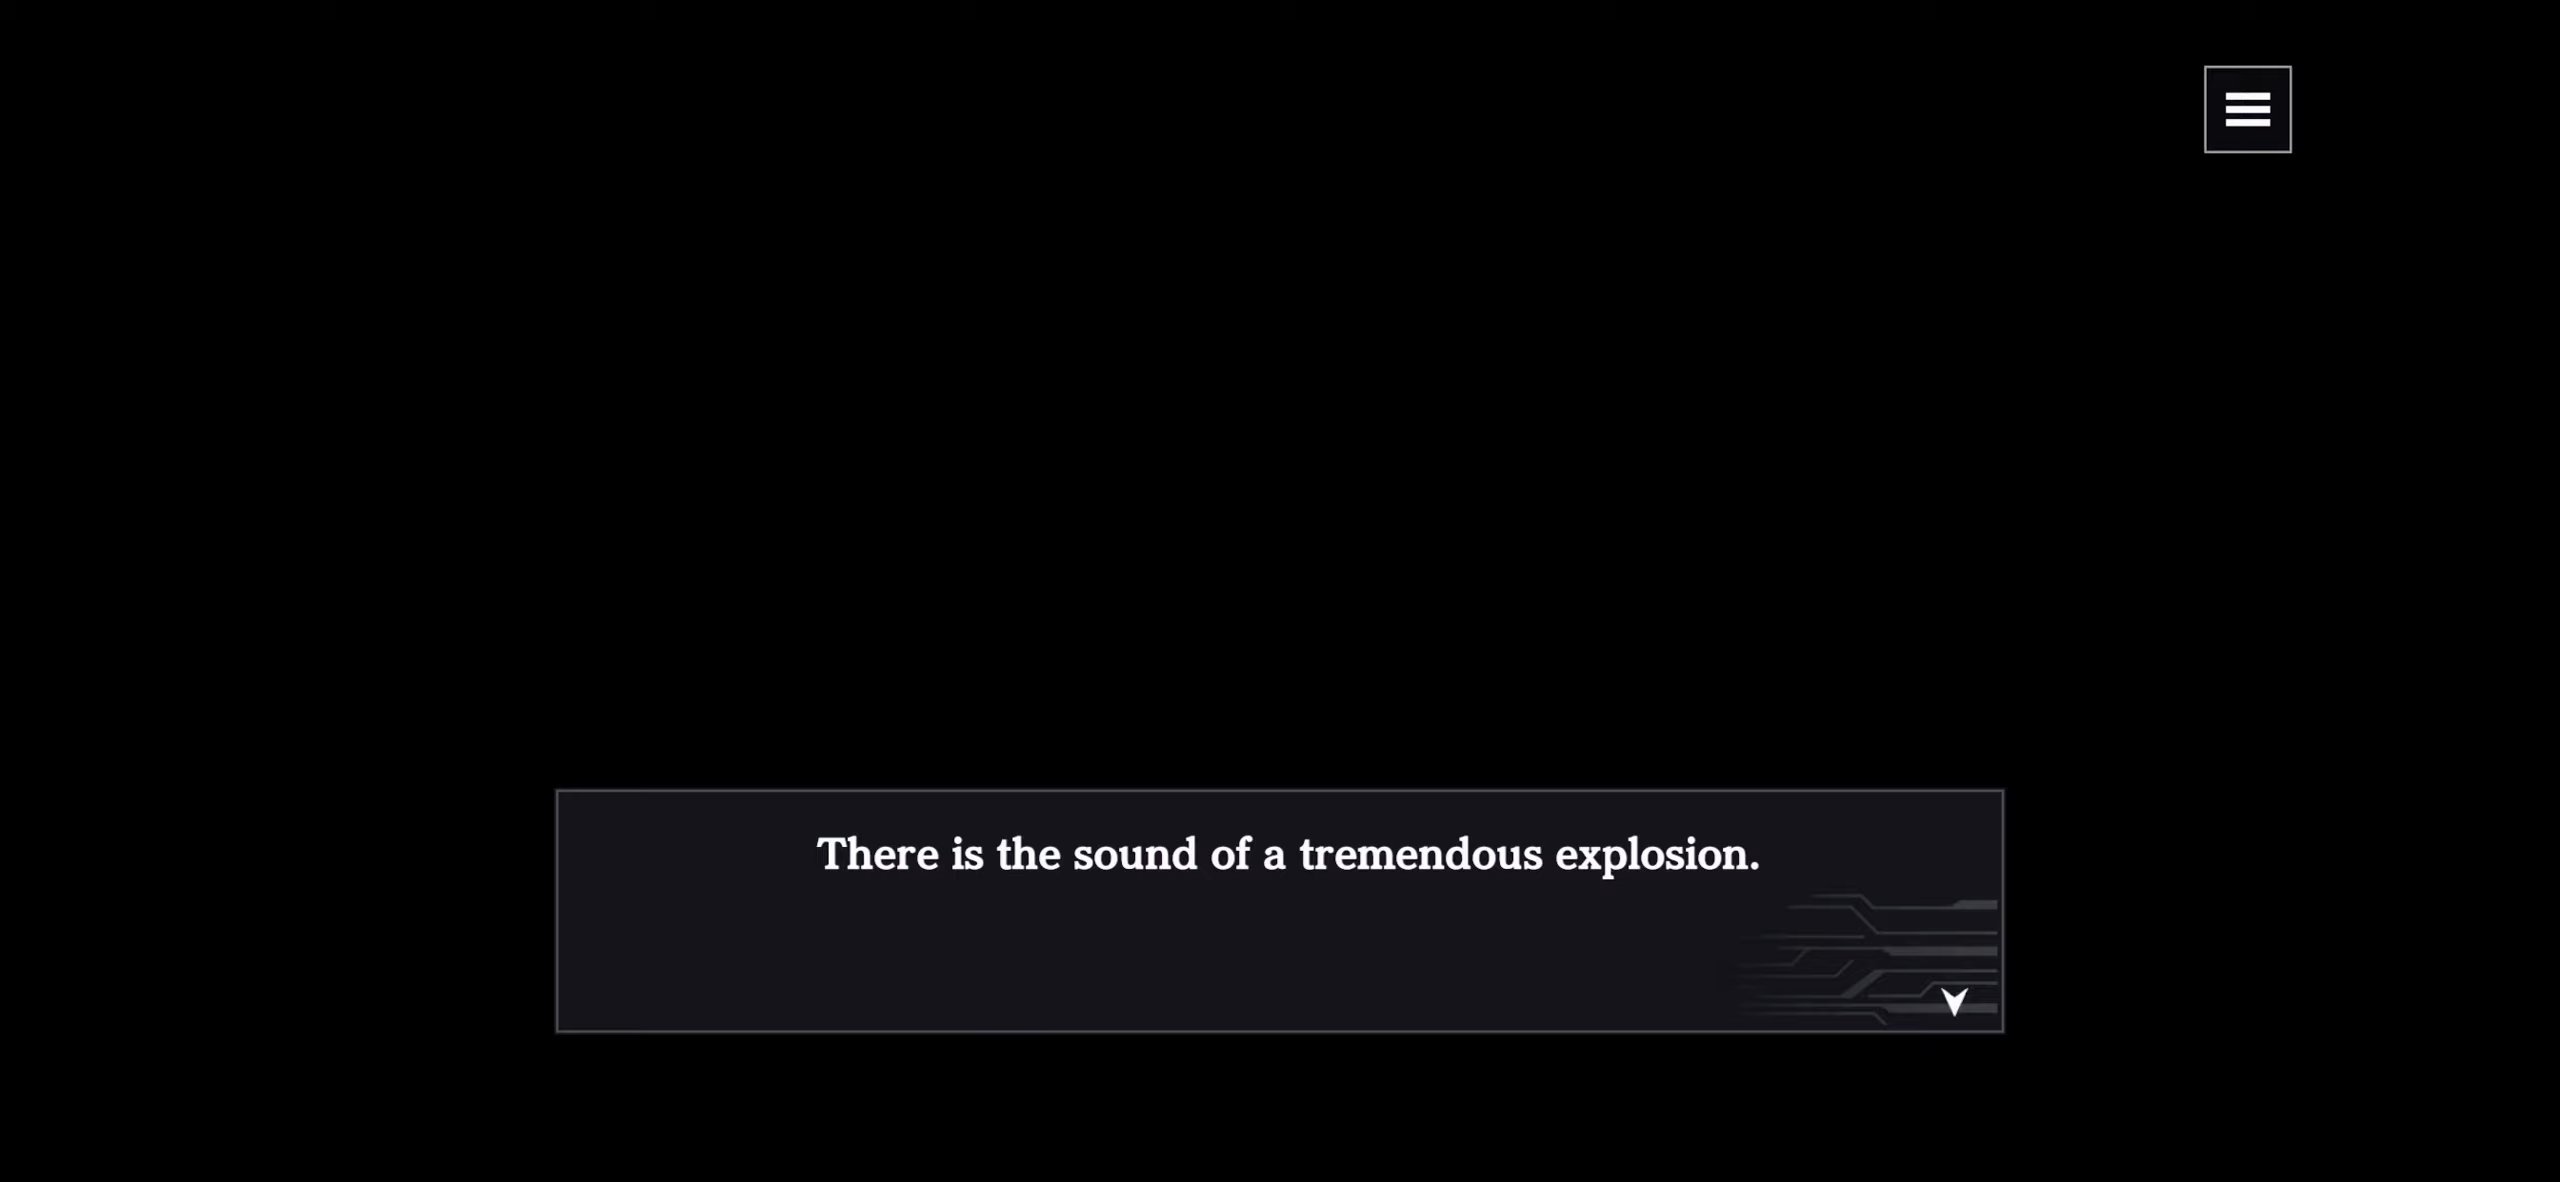 There is the sound of a tremendous explosion.